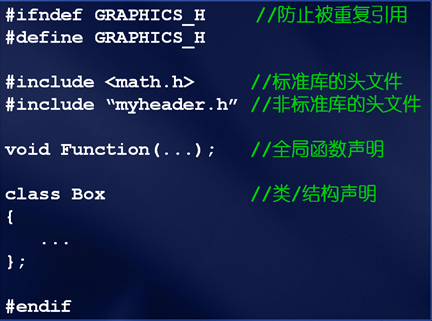 #ifndef GRAPHICS_H //防止被重复引用
#define GRAPHICS_H
#include <math.h> //标准库的头文件
#include “myheader.h” //非标准库的头文件
void Function(...); //全局函数声明
class Box //类/结构声明
{
...
};
#endif